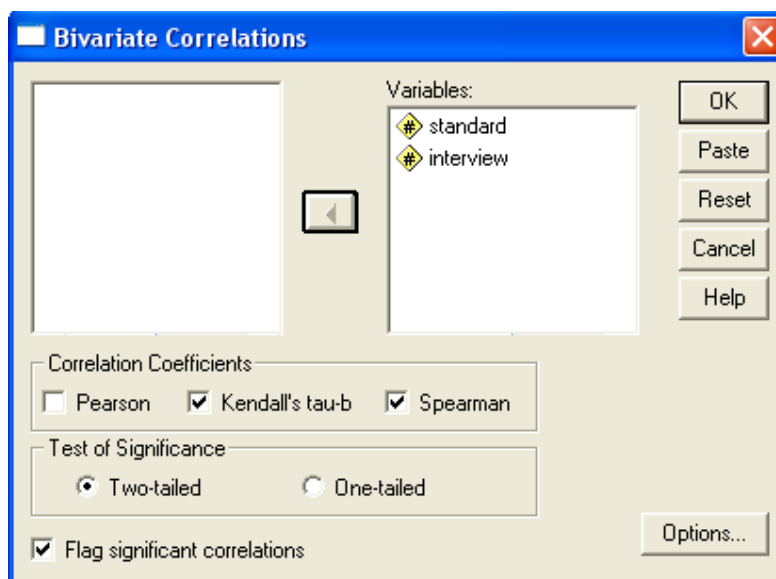 Bivariate Correlations
Variables:
# standard
# interview
OK
Paste
Reset
Cancel
Help
Correlation Coefficients
Pearson Kendall's tau-b Spearman
Test of Significance
Two-tailed One-tailed
Flag significant correlations
Options...